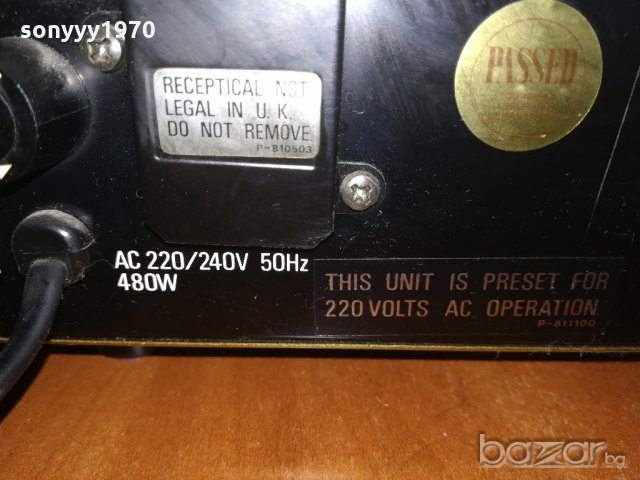 sonyyy1970
RECEPTICAL NOT
LEGAL IN U. K.
DO NOT REMOVE
P-810503
PASSED
AC 220/240V 50Hz
480W
THIS UNIT IS PRESET FOR
220 VOLTS AC OPERATION
P-811100
bazar.bg